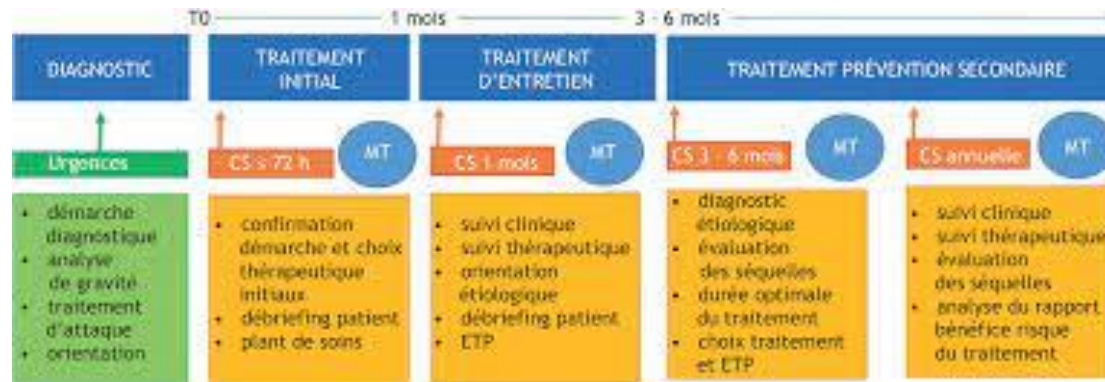 T0 1 mois 3 - 6 mois
DIAGNOSTIC
TRAITEMENT
INITIAL
TRAITEMENT
D'ENTRETIEN
TRAITEMENT PRÉVENTION SECONDAIRE
Urgences
CS ≤ 72 h
MT
CS 1 mois
MT
CS 3 - 6 mois
MT
CS annuelle
MT
• démarche
diagnostique
• analyse
de gravité
• traitement
d'attaque
• orientation
• confirmation
démarche et choix
thérapeutique
initiaux
• débriefing patient
• plant de soins
• suivi clinique
• suivi thérapeutique
• orientation
étiologique
• débriefing patient
• ETP
• diagnostic
étiologique
• évaluation
des séquelles
• durée optimale
du traitement
• choix traitement
et ETP
• suivi clinique
• suivi thérapeutique
• évaluation
des séquelles
• analyse du rapport
bénéfice risque
du traitement